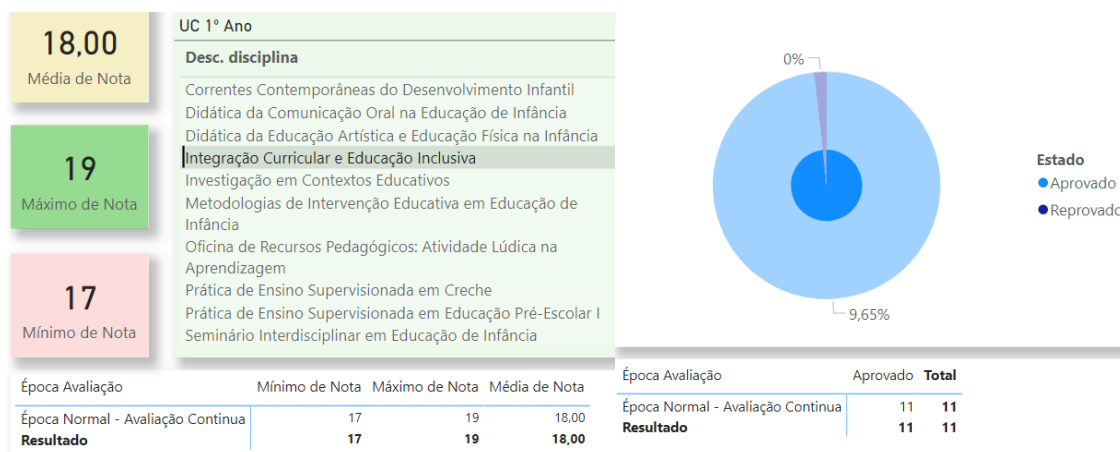 18,00
Média de Nota
19
Máximo de Nota
17
Mínimo de Nota
UC 1º Ano
Desc. disciplina
Correntes Contemporâneas do Desenvolvimento Infantil
Didática da Comunicação Oral na Educação de Infância
Didática da Educação Artística e Educação Física na Infância
Integração Curricular e Educação Inclusiva
Investigação em Contextos Educativos
Metodologias de Intervenção Educativa em Educação de
Infância
Oficina de Recursos Pedagógicos: Atividade Lúdica na
Aprendizagem
Prática de Ensino Supervisionada em Creche
Prática de Ensino Supervisionada em Educação Pré-Escolar I
Seminário Interdisciplinar em Educação de Infância
0%
9,65%
Estado
Aprovado
Reprovado
Época Avaliação Mínimo de Nota Máximo de Nota Média de Nota
Época Normal - Avaliação Continua 17 19 18,00
Resultado 17 19 18,00
Época Avaliação Aprovado Total
Época Normal - Avaliação Continua 11 11
Resultado 11 11